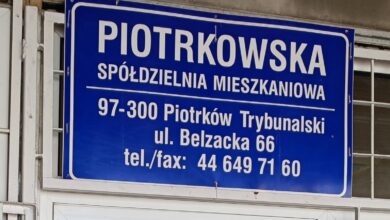 PIOTRKOWSKA
SPÓŁDZIELNIA MIESZKANIOWA
97-300 Piotrków Trybunalski
ul. Belzacka 66
tel./fax: 44 649 71 60